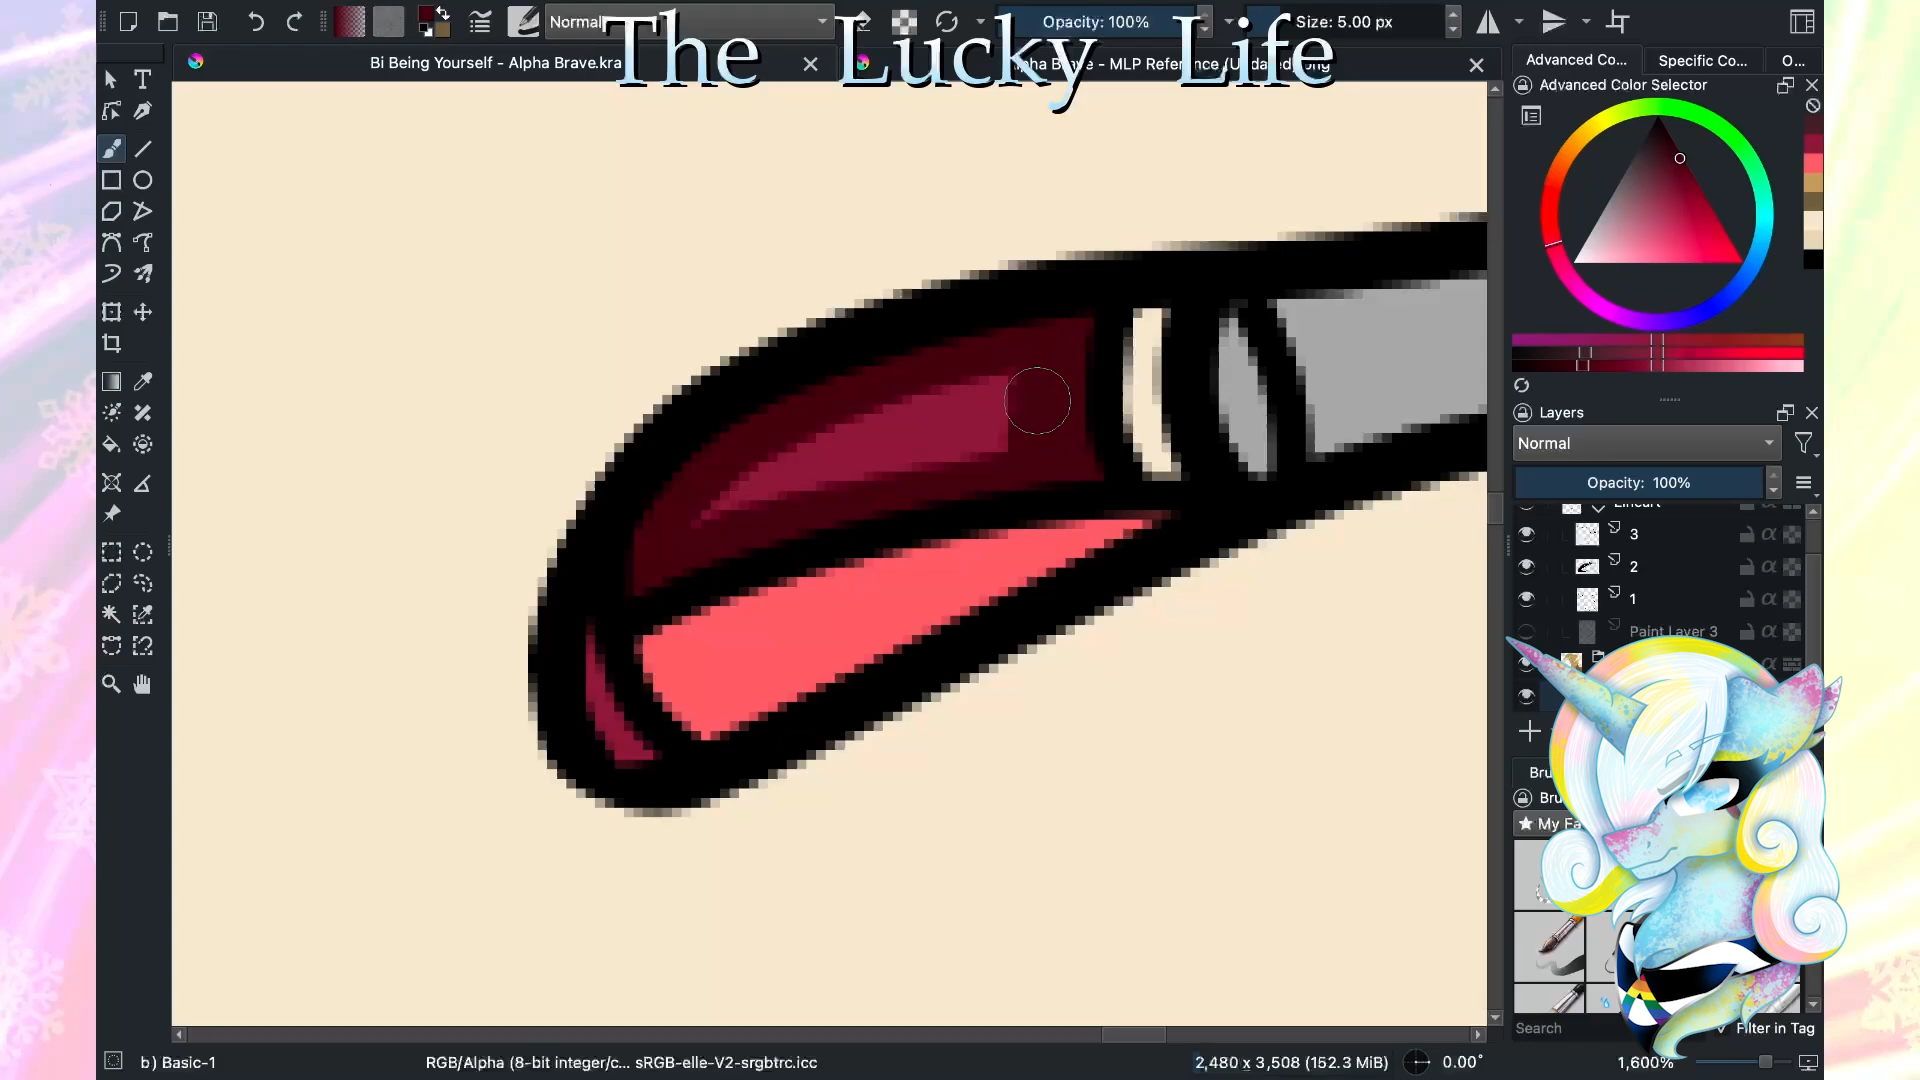 Normal
Opacity: 100%
Size: 5.00 px
The Lucky Life
Bi Being Yourself - Alpha Brave.kra
- MLP Reference
Advanced Co...
Specific Co...
O...
Advanced Color Selector
Layers
Normal
Opacity: 100%
3
2
1
Paint Layer 3
Search
Filter in Tag
b) Basic-1
RGB/Alpha (8-bit integer/c... sRGB-elle-V2-srgbtrc.icc
2,480 x 3,508 (152.3 MiB)
0.00°
1,600%